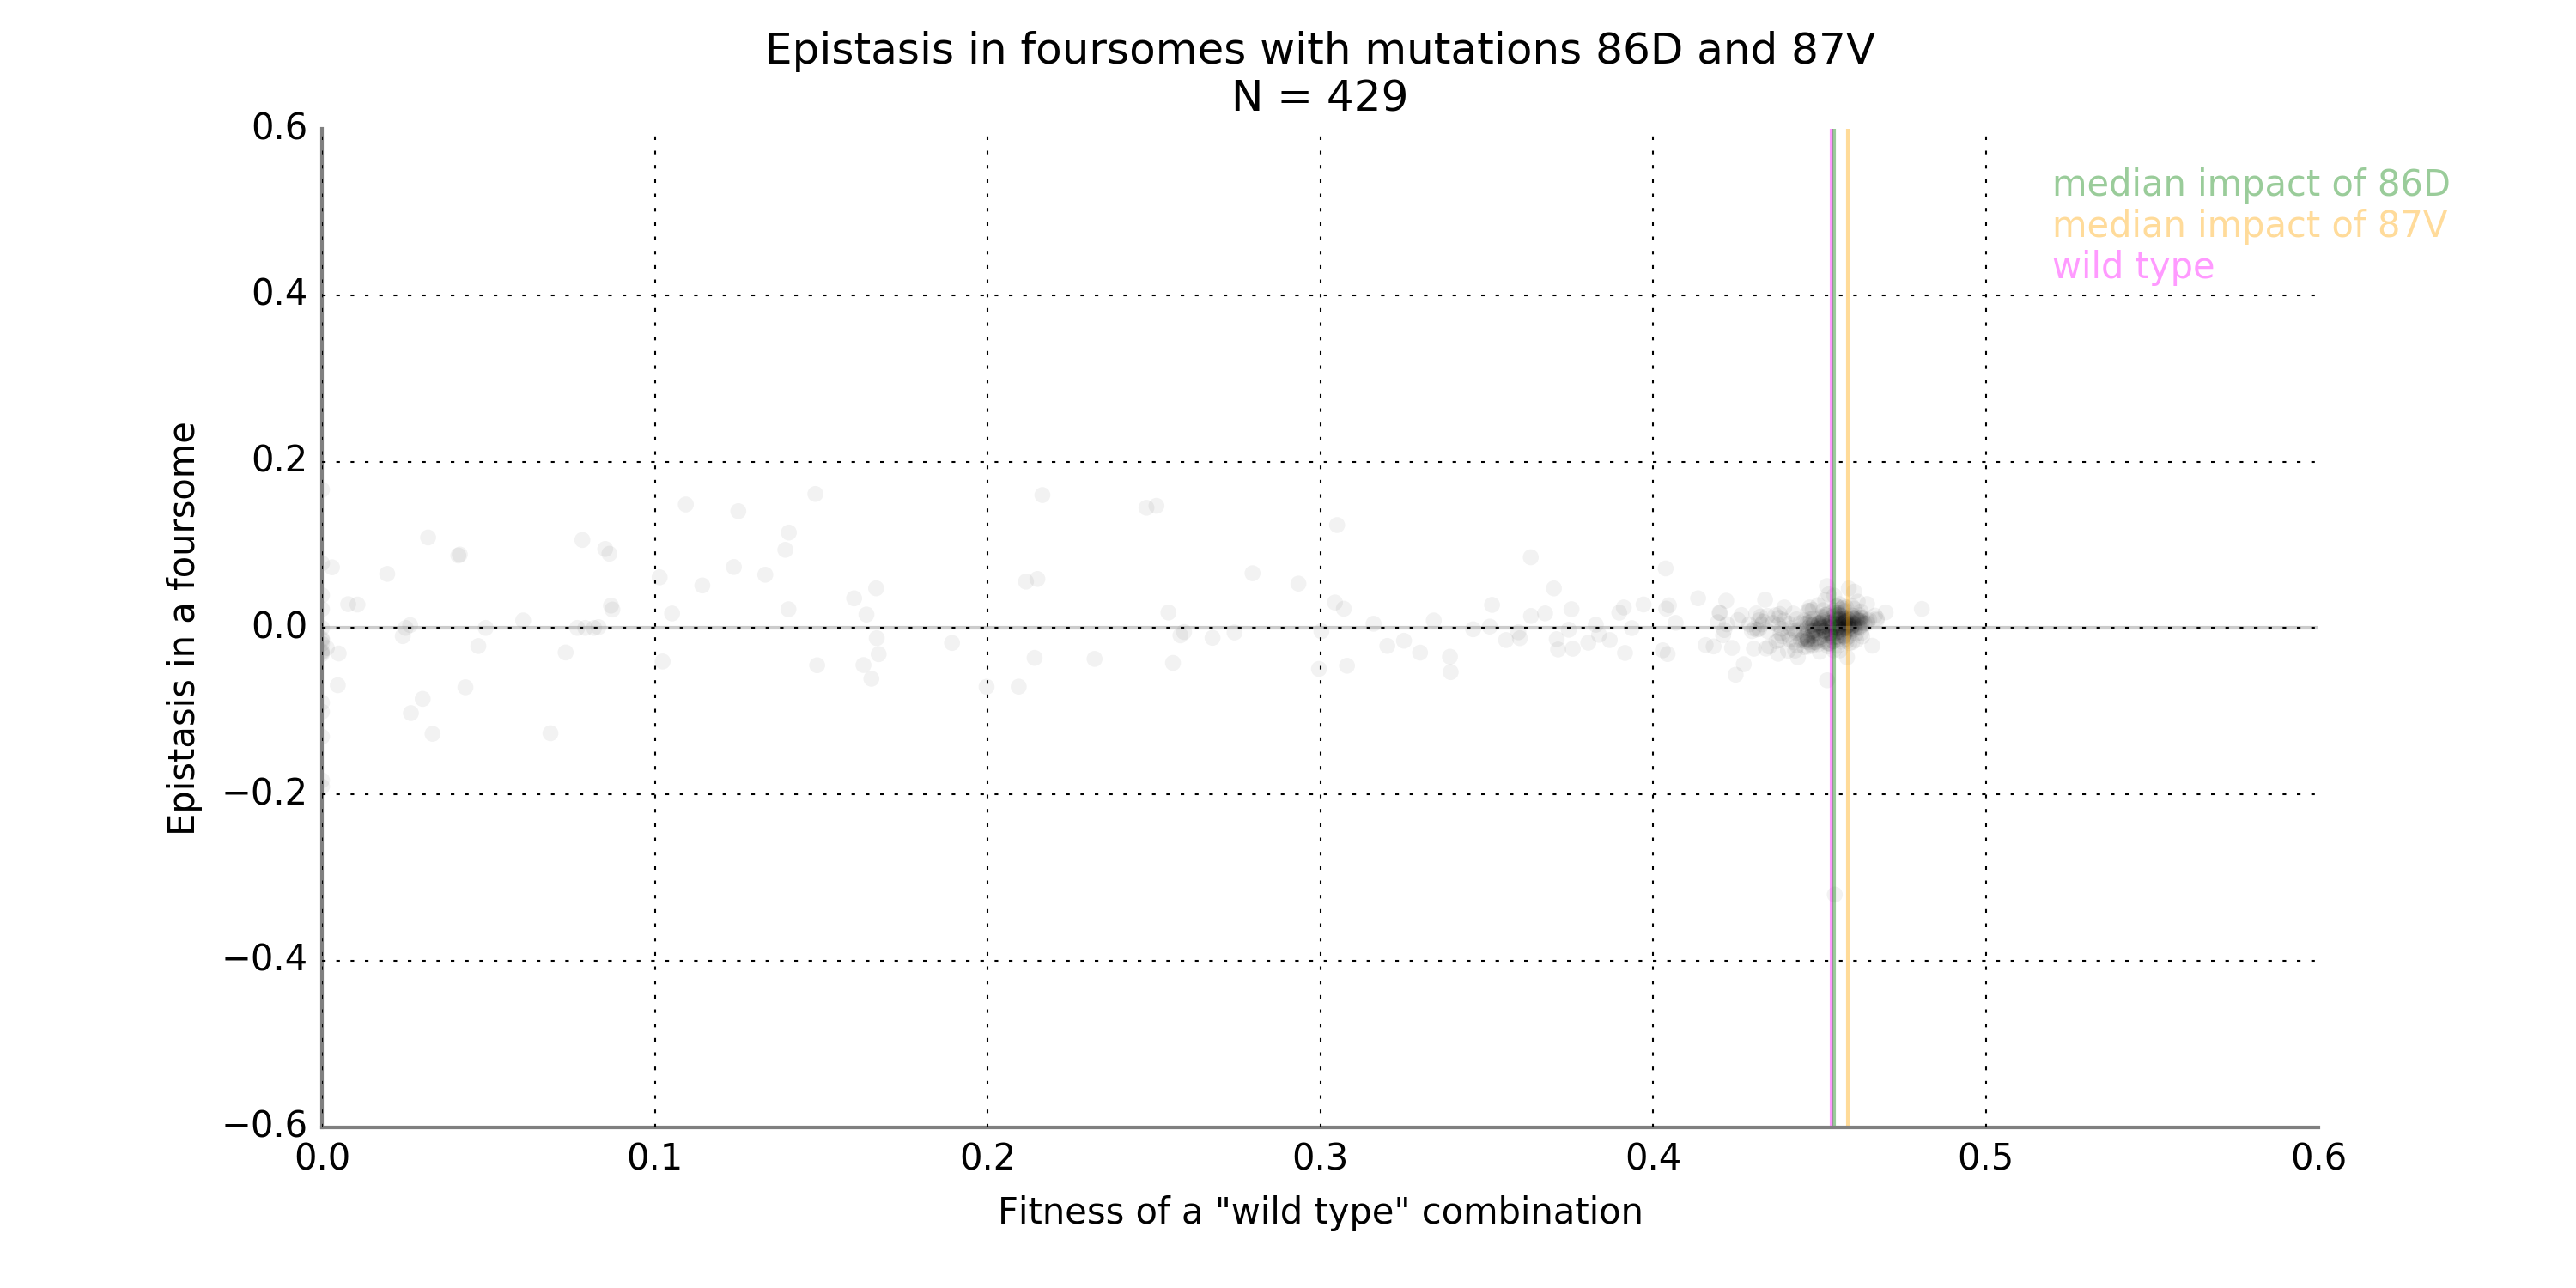 Epistasis in foursomes with mutations 86D and 87V
N = 429
0.6
0.4
0.2
0.0
−0.2
−0.4
−0.6
Epistasis in a foursome
median impact of 86D
median impact of 87V
wild type
0.0 0.1 0.2 0.3 0.4 0.5 0.6
Fitness of a "wild type" combination